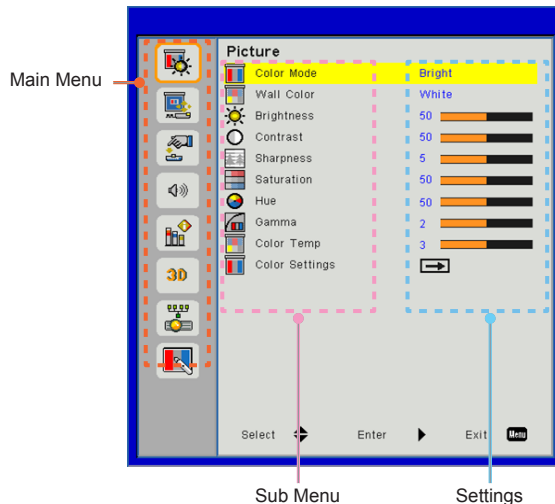 Main Menu
Picture
Color Mode Bright
Wall Color White
Brightness 50
Contrast 50
Sharpness 5
Saturation 50
Hue 50
Gamma 2
Color Temp 3
Color Settings
3D
Select Enter Exit Menu
Sub Menu Settings